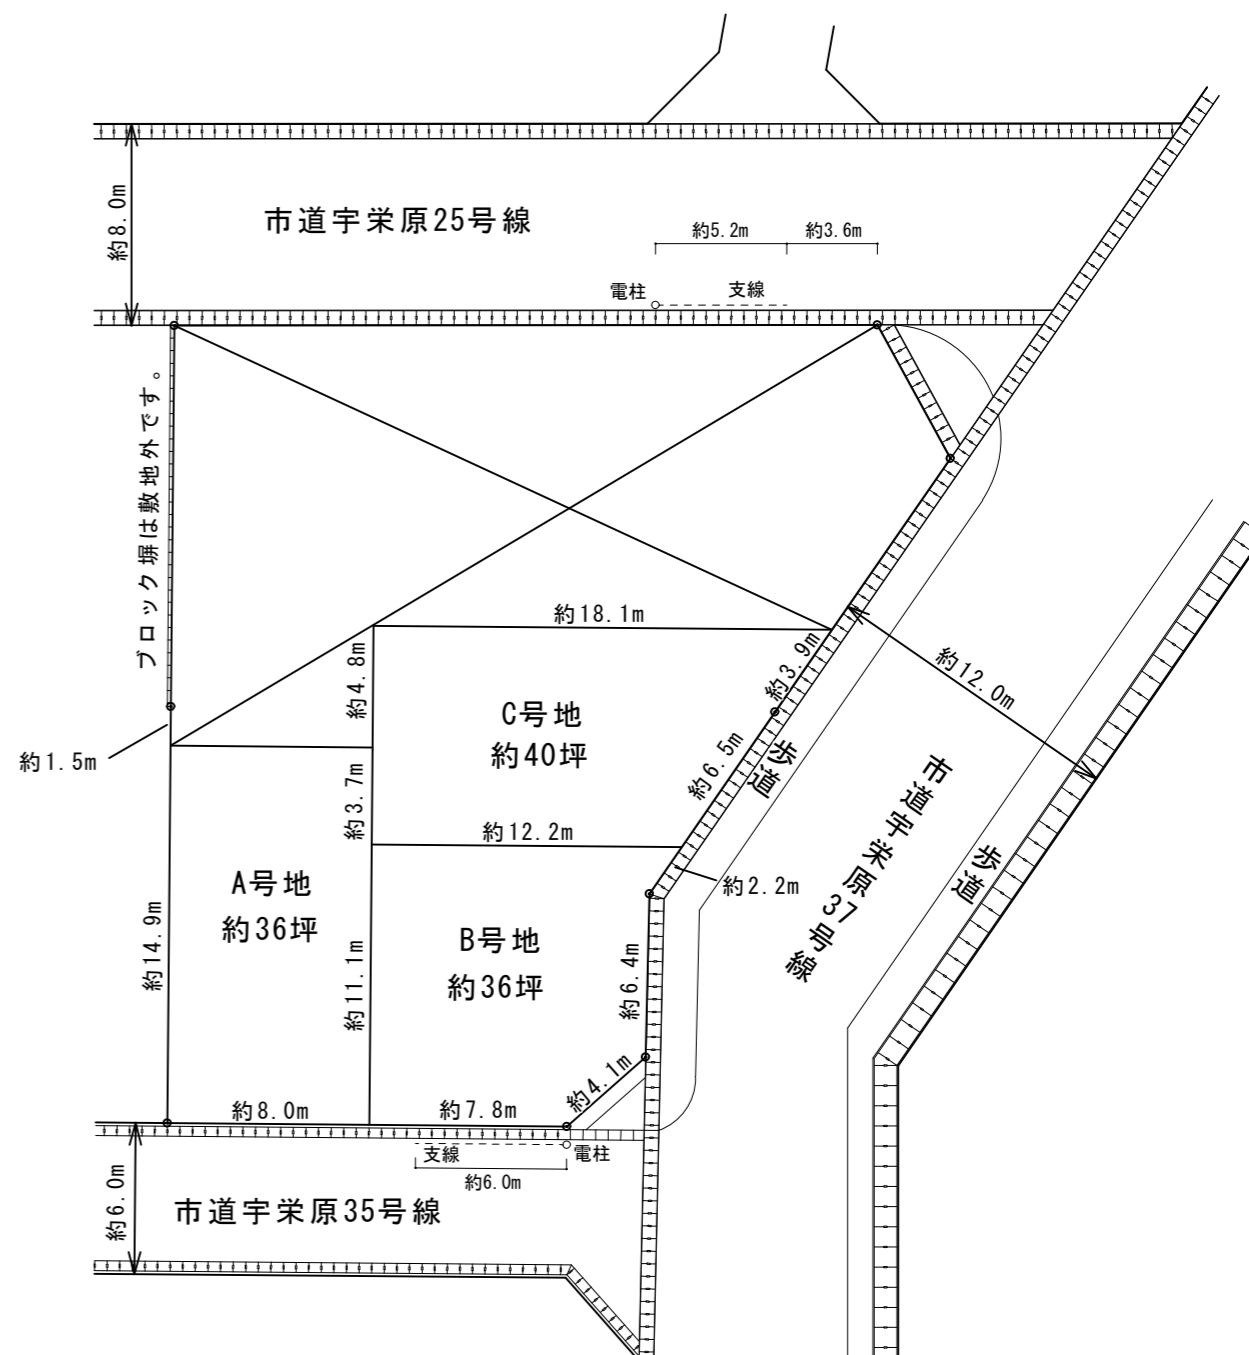 約8.0m
市道宇栄原25号線
約5.2m
約3.6m
電柱
支線
ブロック塀は敷地外です。
約18.1m
約4.8m
約3.9m
約12.0m
C号地
約40坪
約1.5m
約6.5m
歩道
約3.7m
約12.2m
市道宇栄原37号線
歩道
約2.2m
A号地
約36坪
約14.9m
約11.1m
B号地
約36坪
約6.4m
約4.1m
約8.0m
約7.8m
支線
電柱
約6.0m
約6.0m
市道宇栄原35号線